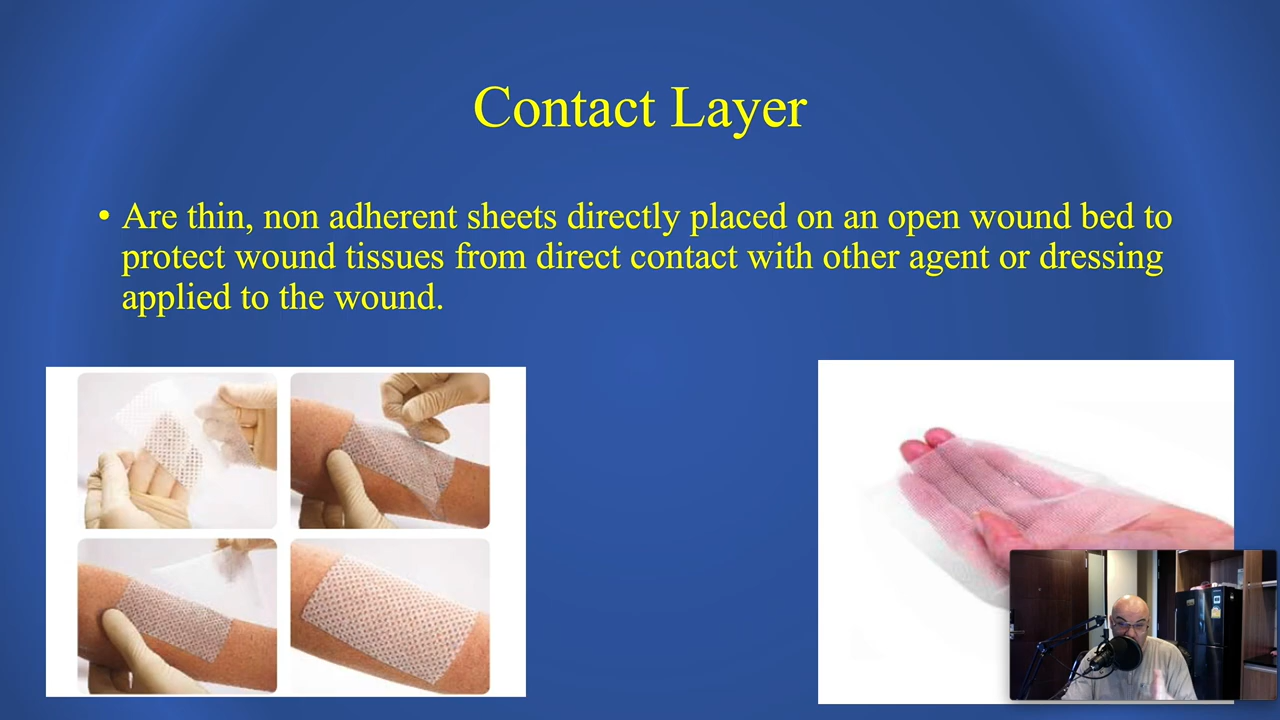 Contact Layer
• Are thin, non adherent sheets directly placed on an open wound bed to
protect wound tissues from direct contact with other agent or dressing
applied to the wound.